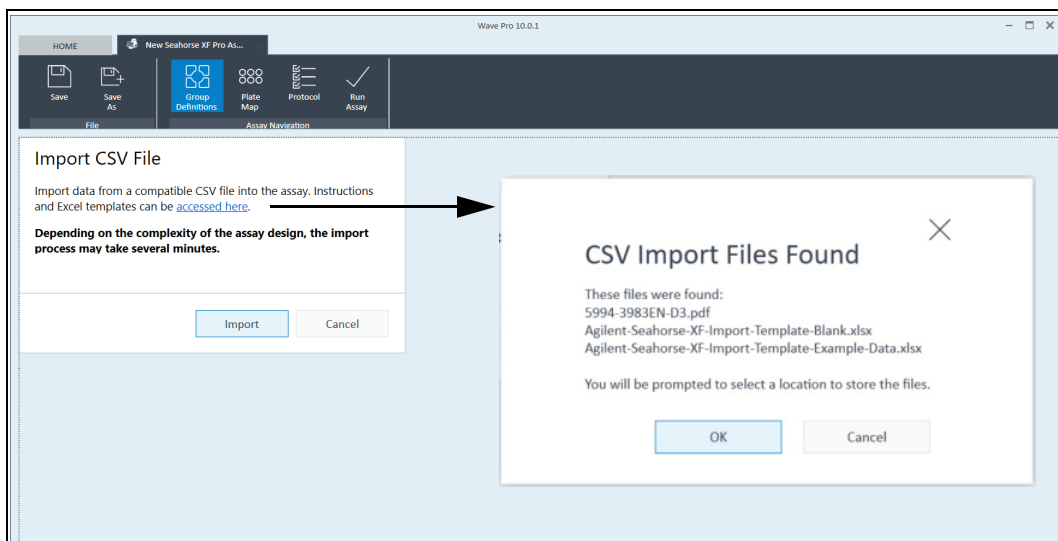 Wave Pro 10.0.1
HOME
New Seahorse XF Pro As...
Save
Save
As
Group
Definitions
Plate
Map
Protocol
Run
Assay
File
Assay Navigation
Import CSV File
Import data from a compatible CSV file into the assay. Instructions
and Excel templates can be accessed here.
Depending on the complexity of the assay design, the import
process may take several minutes.
Import
Cancel
CSV Import Files Found
These files were found:
5994-3983EN-D3.pdf
Agilent-Seahorse-XF-Import-Template-Blank.xlsx
Agilent-Seahorse-XF-Import-Template-Example-Data.xlsx
You will be prompted to select a location to store the files.
OK
Cancel